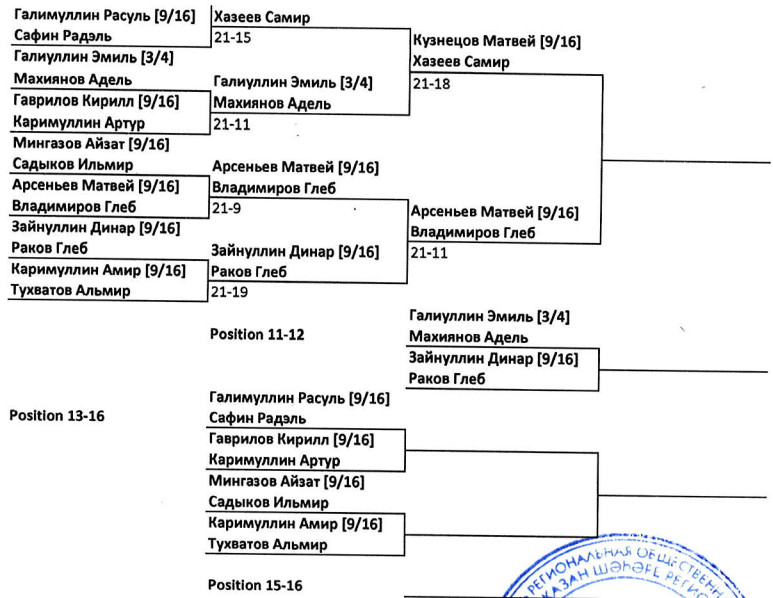 Галимуллин Расуль [9/16]
Сафин Радэль
Хазеев Самир
21-15
Галиуллин Эмиль [3/4]
Махиянов Адель
Гаврилов Кирилл [9/16]
Каримуллин Артур
Галиуллин Эмиль [3/4]
Махиянов Адель
21-11
Кузнецов Матвей [9/16]
Хазеев Самир
21-18
Мингазов Айзат [9/16]
Садыков Ильмир
Арсеньев Матвей [9/16]
Владимиров Глеб
Арсеньев Матвей [9/16]
Владимиров Глеб
21-9
Зайнуллин Динар [9/16]
Раков Глеб
Каримуллин Амир [9/16]
Тухватов Альмир
Зайнуллин Динар [9/16]
Раков Глеб
21-19
Арсеньев Матвей [9/16]
Владимиров Глеб
21-11
Position 11-12
Галиуллин Эмиль [3/4]
Махиянов Адель
Зайнуллин Динар [9/16]
Раков Глеб
Position 13-16
Галимуллин Расуль [9/16]
Сафин Радэль
Гаврилов Кирилл [9/16]
Каримуллин Артур
Мингазов Айзат [9/16]
Садыков Ильмир
Каримуллин Амир [9/16]
Тухватов Альмир
Position 15-16
РЕГИОНАЛЬНАЯ
КАЗАН ШӘҺӘРЕ